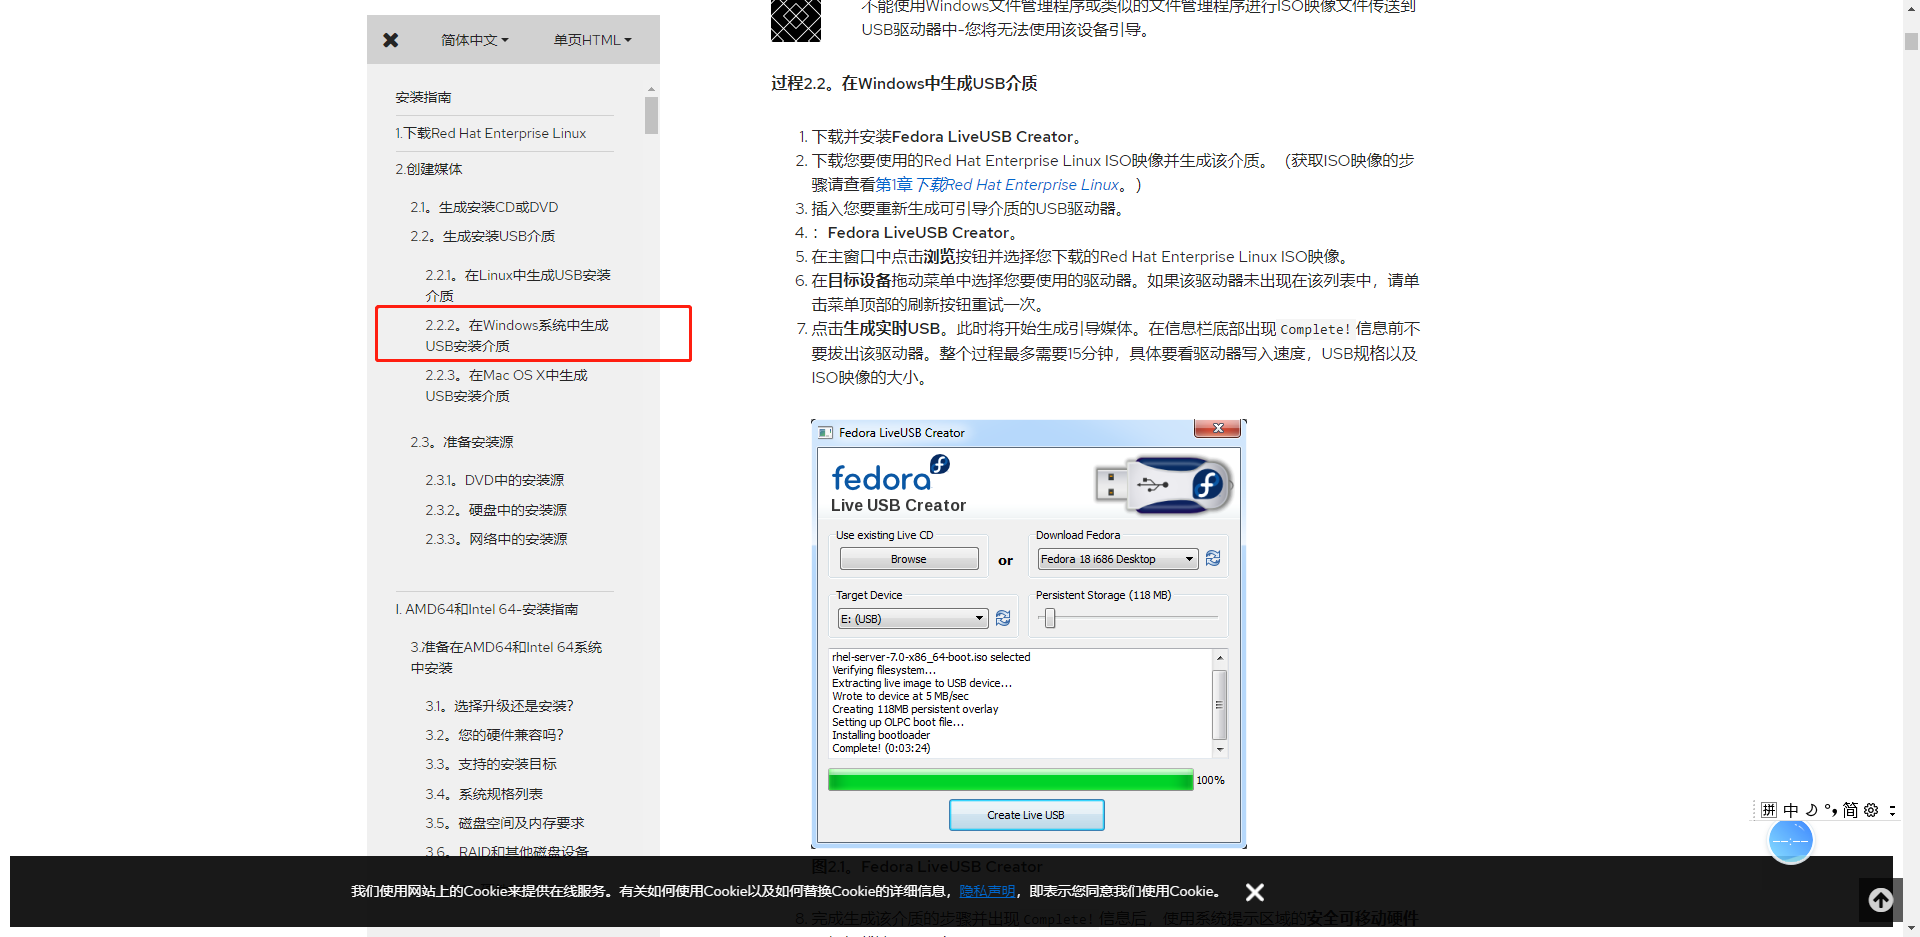 简体中文
单页HTML
安装指南
1.下载Red Hat Enterprise Linux
2.创建媒体
2.1。生成安装CD或DVD
2.2。生成安装USB介质
2.2.1。在Linux中生成USB安装
介质
2.2.2。在Windows系统中生成
USB安装介质
2.2.3。在Mac OS X中生成
USB安装介质
2.3。准备安装源
2.3.1。DVD中的安装源
2.3.2。硬盘中的安装源
2.3.3。网络中的安装源
I. AMD64和Intel 64-安装指南
3.准备在AMD64和Intel 64系统
中安装
3.1。选择升级还是安装？
3.2。您的硬件兼容吗？
3.3。支持的安装目标
3.4。系统规格列表
3.5。磁盘空间及内存要求
3.6。RAID和其他磁盘设备
不能使用Windows文件管理程序或类似的文件管理程序进行ISO映像文件传送到
USB驱动器中-您将无法使用该设备引导。
过程2.2。在Windows中生成USB介质
1. 下载并安装Fedora LiveUSB Creator。
2. 下载您要使用的Red Hat Enterprise Linux ISO映像并生成该介质。（获取ISO映像的步
骤请查看第1章下载Red Hat Enterprise Linux。）
3. 插入您要重新生成可引导介质的USB驱动器。
4. ：Fedora LiveUSB Creator。
5. 在主窗口中点击浏览按钮并选择您下载的Red Hat Enterprise Linux ISO映像。
6. 在目标设备拖动菜单中选择您要使用的驱动器。如果该驱动器未出现在该列表中，请单
击菜单顶部的刷新按钮重试一次。
7. 点击生成实时USB。此时将开始生成引导媒体。在信息栏底部出现 Complete! 信息前不
要拔出该驱动器。整个过程最多需要15分钟，具体要看驱动器写入速度，USB规格以及
ISO映像的大小。
Fedora LiveUSB Creator
fedora
Live USB Creator
Use existing Live CD
Browse
or
Download Fedora
Fedora 18 i686 Desktop
Target Device
E: (USB)
Persistent Storage (118 MB)
rhel-server-7.0-x86_64-boot.iso selected
Verifying filesystem...
Extracting live image to USB device...
Wrote to device at 5 MB/sec
Creating 118MB persistent overlay
Setting up OLPC boot file...
Installing bootloader
Complete! (0:03:24)
100%
Create Live USB
图2.1。Fedora LiveUSB Creator
我们使用网站上的Cookie来提供在线服务。有关如何使用Cookie以及如何替换Cookie的详细信息，隐私声明，即表示您同意我们使用Cookie。
8. 完成生成该介质的步骤并出现 Complete! 信息后，使用系统提示区域的安全可移动硬件
拼 中 简
--:--